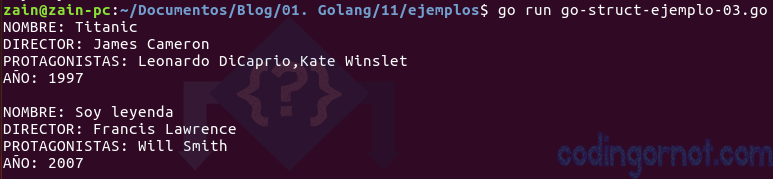 zain@zain-pc:~/Documentos/Blog/01. Golang/11/ejemplos$ go run go-struct-ejemplo-03.go
NOMBRE: Titanic
DIRECTOR: James Cameron
PROTAGONISTAS: Leonardo DiCaprio,Kate Winslet
AÑO: 1997
NOMBRE: Soy leyenda
DIRECTOR: Francis Lawrence
PROTAGONISTAS: Will Smith
AÑO: 2007
{?}
codingornot.com